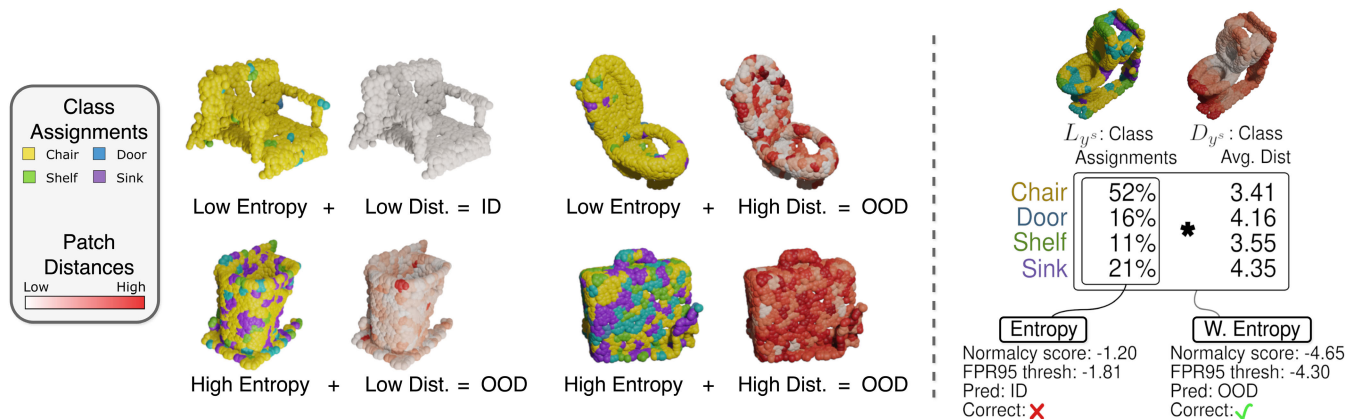 Class
Assignments
Chair
Door
Shelf
Sink
Patch
Distances
Low
High
Low Entropy + Low Dist. = ID
Low Entropy + High Dist. = OOD
High Entropy + Low Dist. = OOD
High Entropy + High Dist. = OOD
L_{y^s}: Class
Assignments
D_{y^s}: Class
Avg. Dist
Chair 52% 3.41
Door 16% 4.16
Shelf 11% 3.55
Sink 21% 4.35
*
Entropy
Normalcy score: -1.20
FPR95 thresh: -1.81
Pred: ID
Correct: ✗
W. Entropy
Normalcy score: -4.65
FPR95 thresh: -4.30
Pred: OOD
Correct: ✓